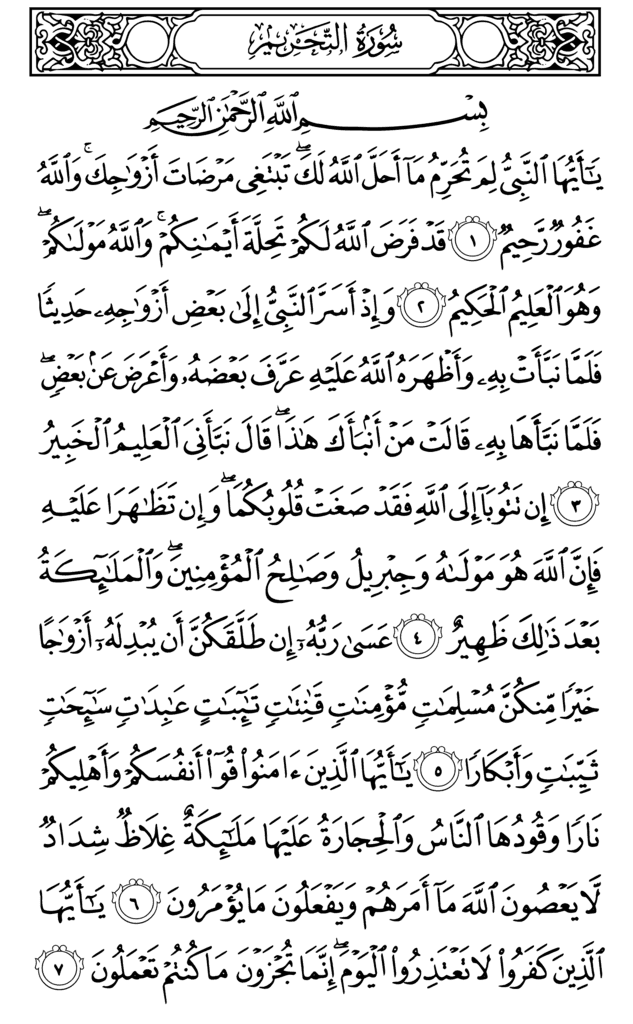 سُورَةُ التَّحْرِيمِ
بِسْمِ ٱللَّهِ ٱلرَّحْمَٰنِ ٱلرَّحِيمِ
يَٰٓأَيُّهَا ٱلنَّبِىُّ لِمَ تُحَرِّمُ مَآ أَحَلَّ ٱللَّهُ لَكَ ۖ تَبْتَغِى مَرْضَاتَ أَزْوَٰجِكَ ۚ وَٱللَّهُ
غَفُورٌ رَّحِيمٌ ١ قَدْ فَرَضَ ٱللَّهُ لَكُمْ تَحِلَّةَ أَيْمَٰنِكُمْ ۚ وَٱللَّهُ مَوْلَىٰكُمْ ۖ
وَهُوَ ٱلْعَلِيمُ ٱلْحَكِيمُ ٢ وَإِذْ أَسَرَّ ٱلنَّبِىُّ إِلَىٰ بَعْضِ أَزْوَٰجِهِۦ حَدِيثًا
فَلَمَّا نَبَّأَتْ بِهِۦ وَأَظْهَرَهُ ٱللَّهُ عَلَيْهِ عَرَّفَ بَعْضَهُۥ وَأَعْرَضَ عَنۢ بَعْضٍ ۖ
فَلَمَّا نَبَّأَهَا بِهِۦ قَالَتْ مَنْ أَنۢبَأَكَ هَٰذَا ۖ قَالَ نَبَّأَنِىَ ٱلْعَلِيمُ ٱلْخَبِيرُ
٣ إِن تَتُوبَآ إِلَى ٱللَّهِ فَقَدْ صَغَتْ قُلُوبُكُمَا ۖ وَإِن تَظَٰهَرَا عَلَيْهِ
فَإِنَّ ٱللَّهَ هُوَ مَوْلَىٰهُ وَجِبْرِيلُ وَصَٰلِحُ ٱلْمُؤْمِنِينَ ۖ وَٱلْمَلَٰٓئِكَةُ
بَعْدَ ذَٰلِكَ ظَهِيرٌ ٤ عَسَىٰ رَبُّهُۥٓ إِن طَلَّقَكُنَّ أَن يُبْدِلَهُۥٓ أَزْوَٰجًا
خَيْرًا مِّنكُنَّ مُسْلِمَٰتٍ مُّؤْمِنَٰتٍ قَٰنِتَٰتٍ تَٰٓئِبَٰتٍ عَٰبِدَٰتٍ سَٰٓئِحَٰتٍ
ثَيِّبَٰتٍ وَأَبْكَارًا ٥ يَٰٓأَيُّهَا ٱلَّذِينَ ءَامَنُوا۟ قُوٓا۟ أَنفُسَكُمْ وَأَهْلِيكُمْ
نَارًا وَقُودُهَا ٱلنَّاسُ وَٱلْحِجَارَةُ عَلَيْهَا مَلَٰٓئِكَةٌ غِلَاظٌ شِدَادٌ
لَّا يَعْصُونَ ٱللَّهَ مَآ أَمَرَهُمْ وَيَفْعَلُونَ مَا يُؤْمَرُونَ ٦ يَٰٓأَيُّهَا
ٱلَّذِينَ كَفَرُوا۟ لَا تَعْتَذِرُوا۟ ٱلْيَوْمَ ۖ إِنَّمَا تُجْزَوْنَ مَا كُنتُمْ تَعْمَلُونَ ٧